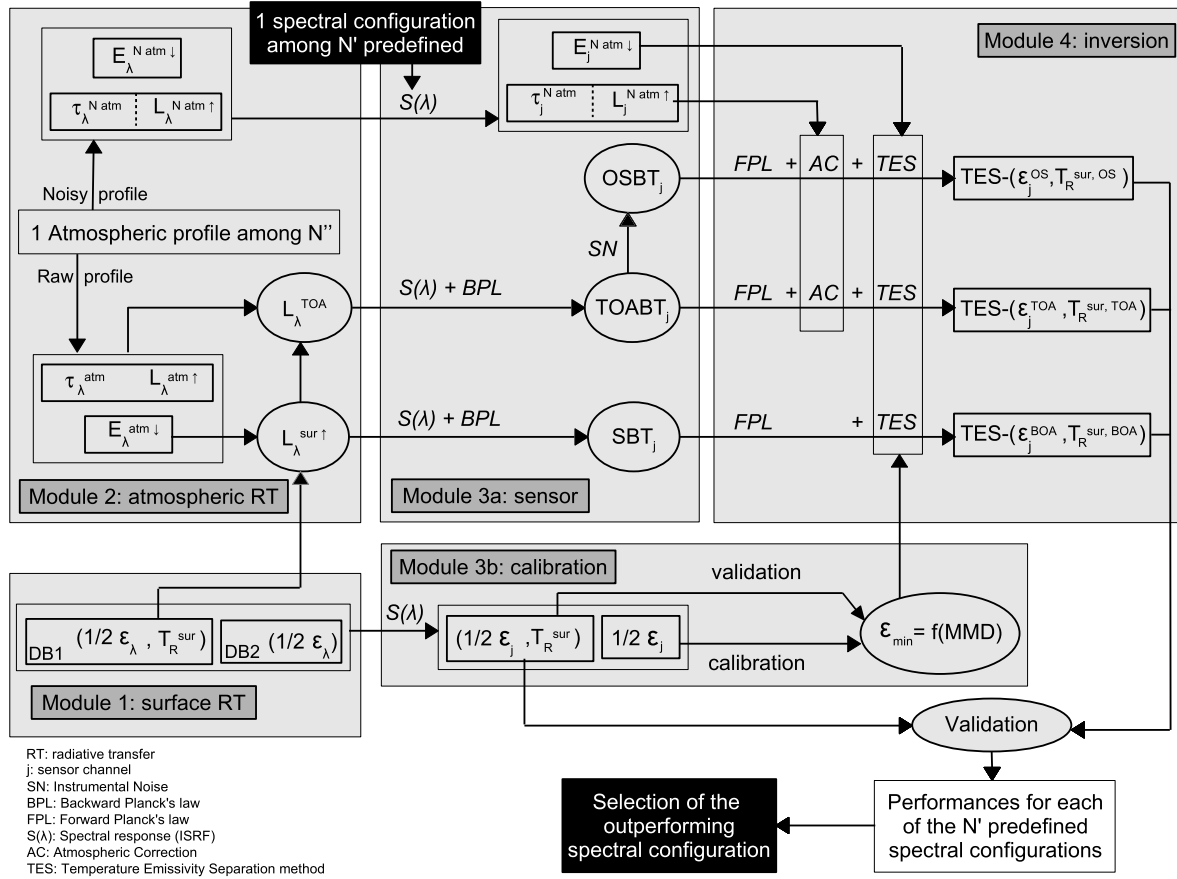 1 spectral configuration
among N' predefined
E_λ^N atm ↓
τ_λ^N atm L_λ^N atm ↑
S(λ)
E_j^N atm ↓
τ_j^N atm L_j^N atm ↑
Module 4: inversion
Noisy profile
1 Atmospheric profile among N''
Raw profile
OSBT_j
FPL + AC + TES
TES-(ε_j^OS, T_R^sur, OS)
SN
L_λ^TOA
S(λ) + BPL
TOABT_j
FPL + AC + TES
TES-(ε_j^TOA, T_R^sur, TOA)
τ_λ^atm L_λ^atm ↑
E_λ^atm ↓
L_λ^sur ↑
S(λ) + BPL
SBT_j
FPL + TES
TES-(ε_j^BOA, T_R^sur, BOA)
Module 2: atmospheric RT
Module 3a: sensor
Module 3b: calibration
validation
DB1 (1/2 ε_λ , T_R^sur)
DB2 (1/2 ε_λ)
S(λ)
(1/2 ε_j , T_R^sur)
1/2 ε_j
ε_min = f(MMD)
calibration
Module 1: surface RT
Validation
RT: radiative transfer
j: sensor channel
SN: Instrumental Noise
BPL: Backward Planck's law
FPL: Forward Planck's law
S(λ): Spectral response (ISRF)
AC: Atmospheric Correction
TES: Temperature Emissivity Separation method
Selection of the
outperforming
spectral configuration
Performances for each
of the N' predefined
spectral configurations